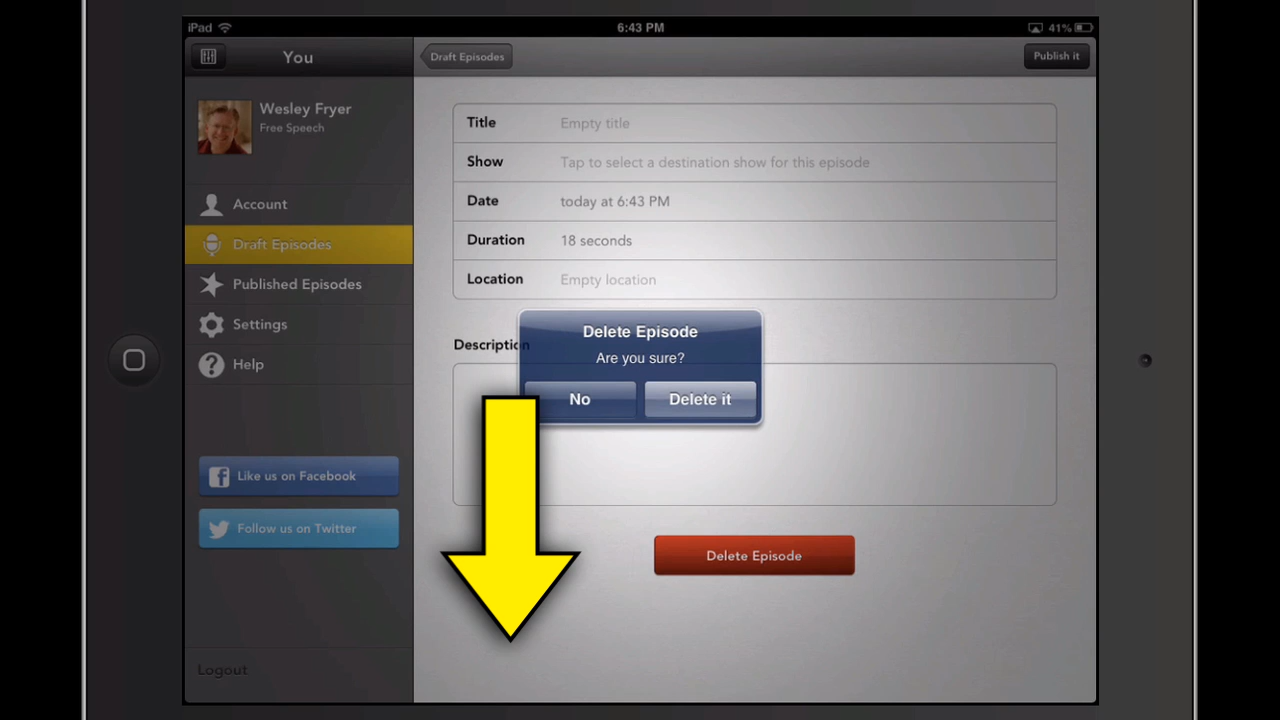 iPad 6:43 PM 41%
You
Draft Episodes
Publish it
Wesley Fryer
Free Speech
Account
Draft Episodes
Published Episodes
Settings
Help
Like us on Facebook
Follow us on Twitter
Logout
Title Empty title
Show Tap to select a destination show for this episode
Date today at 6:43 PM
Duration 18 seconds
Location Empty location
Description
Delete Episode
Are you sure?
No Delete it
Delete Episode